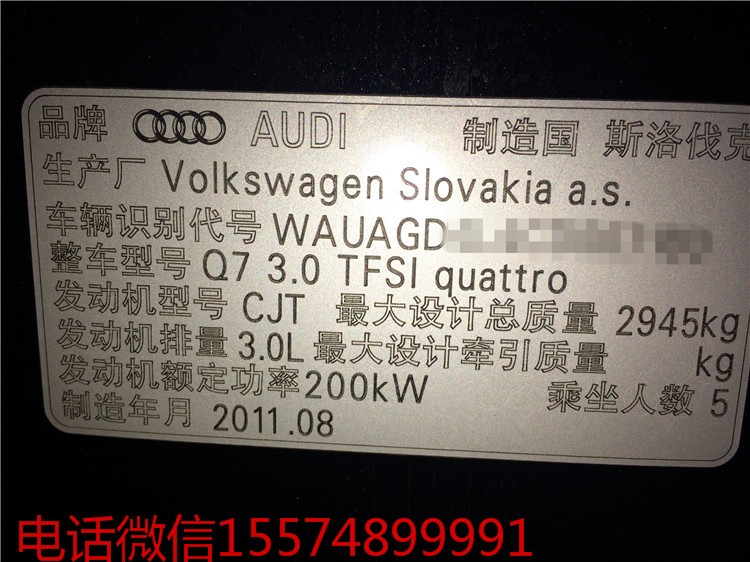 品牌 AUDI 制造国 斯洛伐克
生产厂 Volkswagen Slovakia a.s.
车辆识别代号 WAUAGD
整车型号 Q7 3.0 TFSI quattro
发动机型号 CJT 最大设计总质量 2945kg
发动机排量 3.0L 最大设计牵引质量 kg
发动机额定功率 200kW 乘坐人数 5
制造年月 2011.08
电话微信15574899991